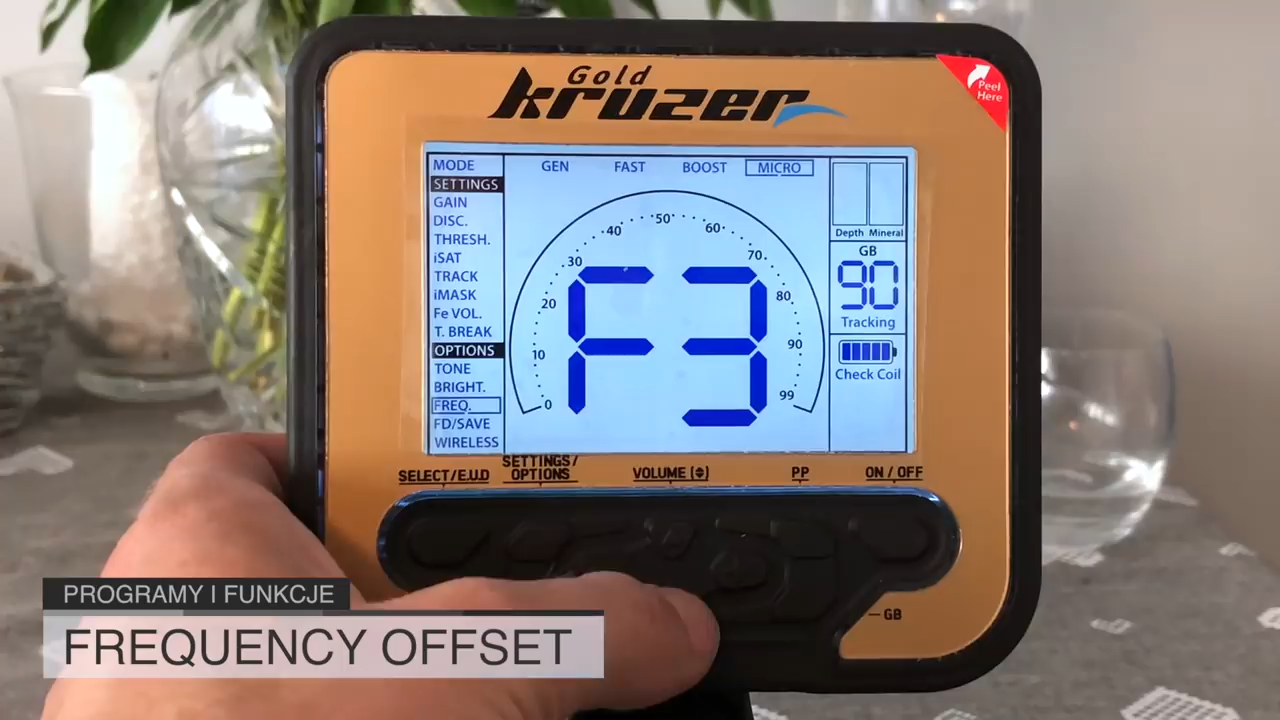 Gold
kruzer
Peel
Here
MODE
SETTINGS
GAIN
DISC.
THRESH.
iSAT
TRACK
iMASK
Fe VOL.
T. BREAK
OPTIONS
TONE
BRIGHT.
FREQ.
FD/SAVE
WIRELESS
GEN FAST BOOST MICRO
0
10
20
30
40
50
60
70
80
90
99
F3
Depth Mineral
GB
90
Tracking
Check Coil
SELECT/E.U.D
SETTINGS/
OPTIONS
VOLUME
PP
ON / OFF
GB
PROGRAMY I FUNKCJE
FREQUENCY OFFSET